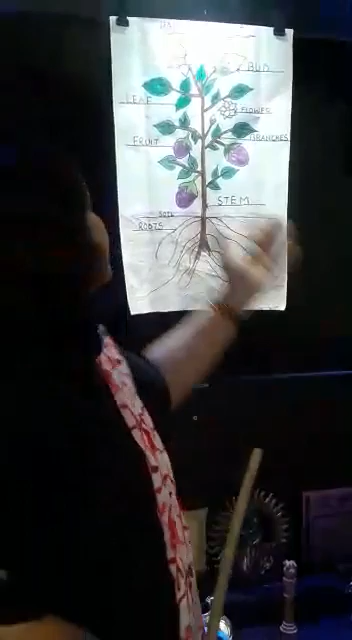 BUD
LEAF
FLOWER
BRANCHES
FRUIT
STEM
SOIL
ROOTS